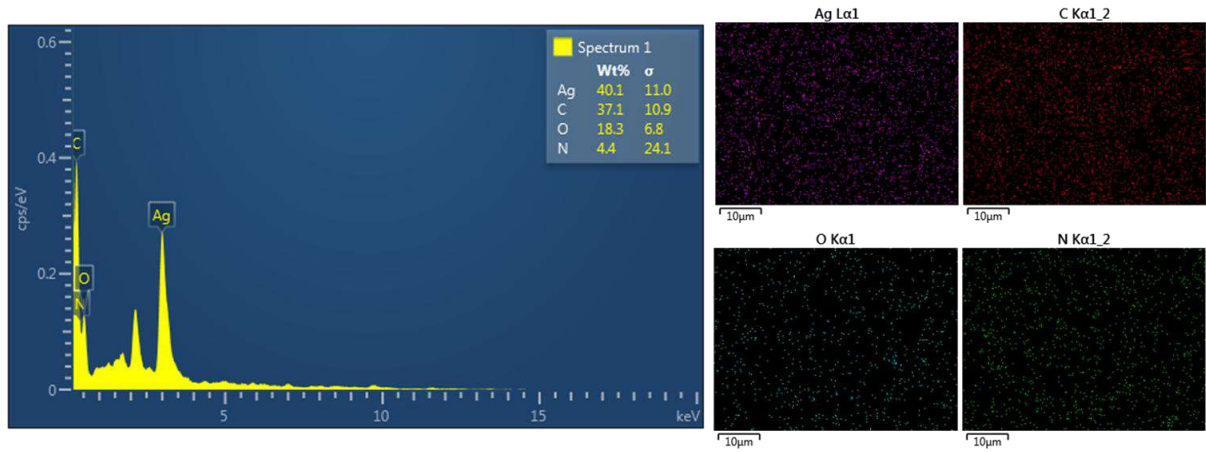 0.6
0.4
0.2
0
cps/eV
C
O
N
Ag
5
10
15
keV
Spectrum 1
Wt% σ
Ag 40.1 11.0
C 37.1 10.9
O 18.3 6.8
N 4.4 24.1
Ag Lα1
10µm
C Kα1_2
10µm
O Kα1
10µm
N Kα1_2
10µm